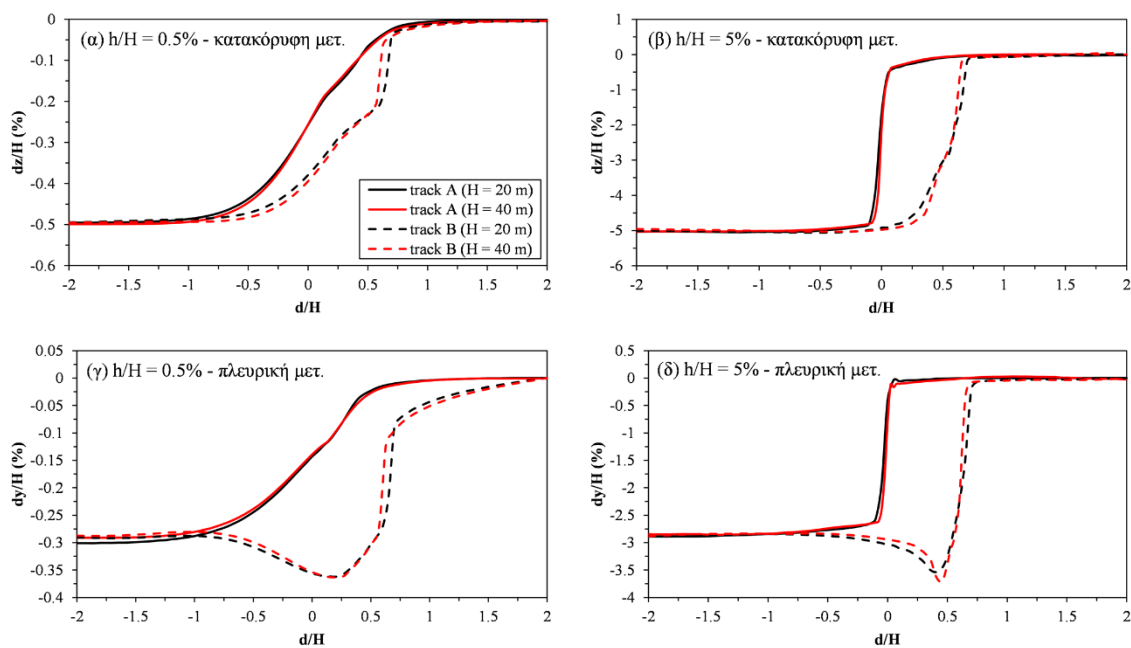 (α) h/H = 0.5% - κατακόρυφη μετ.
0
-0.1
-0.2
-0.3
-0.4
-0.5
-0.6
dz/H (%)
track A (H = 20 m)
track A (H = 40 m)
track B (H = 20 m)
track B (H = 40 m)
-2 -1.5 -1 -0.5 0 0.5 1 1.5 2
d/H
(β) h/H = 5% - κατακόρυφη μετ.
1
0
-1
-2
-3
-4
-5
-6
dz/H (%)
-2 -1.5 -1 -0.5 0 0.5 1 1.5 2
d/H
(γ) h/H = 0.5% - πλευρική μετ.
0.05
0
-0.05
-0.1
-0.15
-0.2
-0.25
-0.3
-0.35
-0.4
dy/H (%)
-2 -1.5 -1 -0.5 0 0.5 1 1.5 2
d/H
(δ) h/H = 5% - πλευρική μετ.
0.5
0
-0.5
-1
-1.5
-2
-2.5
-3
-3.5
-4
dy/H (%)
-2 -1.5 -1 -0.5 0 0.5 1 1.5 2
d/H